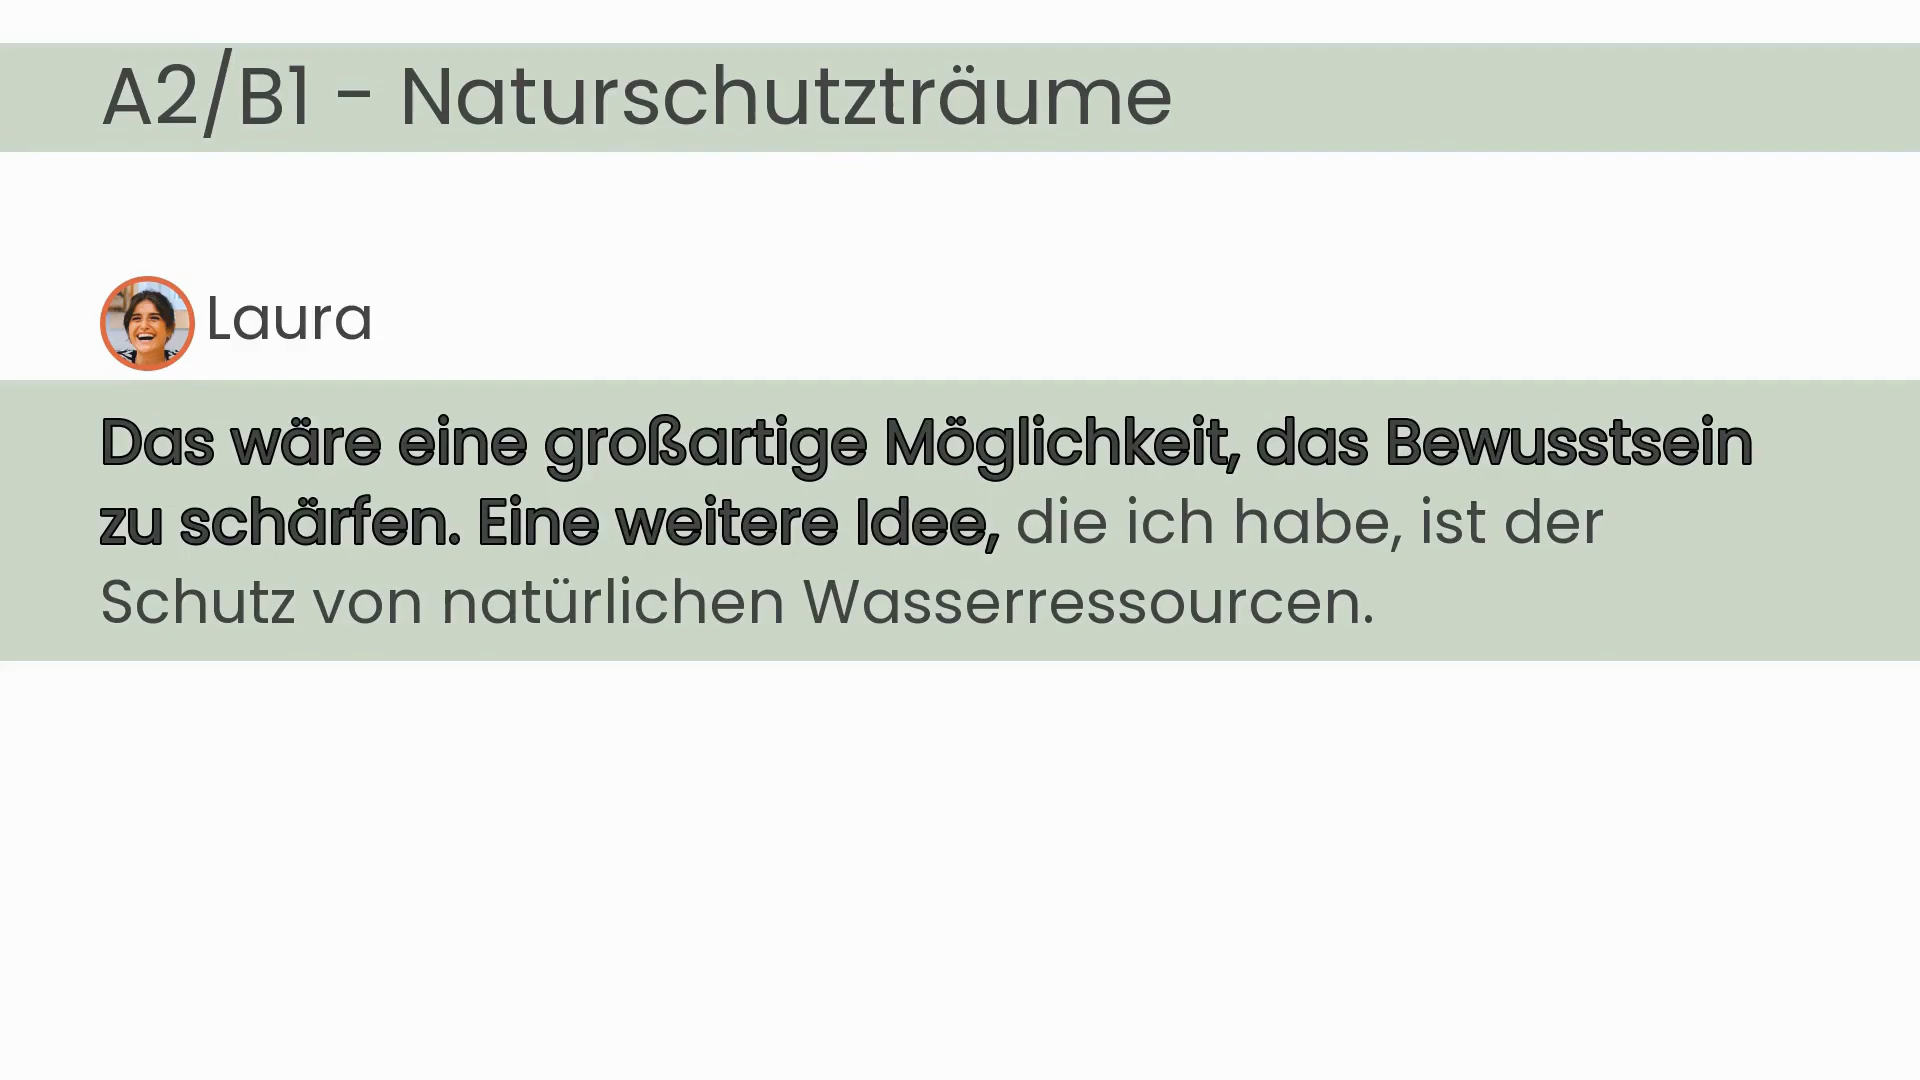 A2/B1 - Naturschutzträume
Laura
Das wäre eine großartige Möglichkeit, das Bewusstsein
zu schärfen. Eine weitere Idee, die ich habe, ist der
Schutz von natürlichen Wasserressourcen.